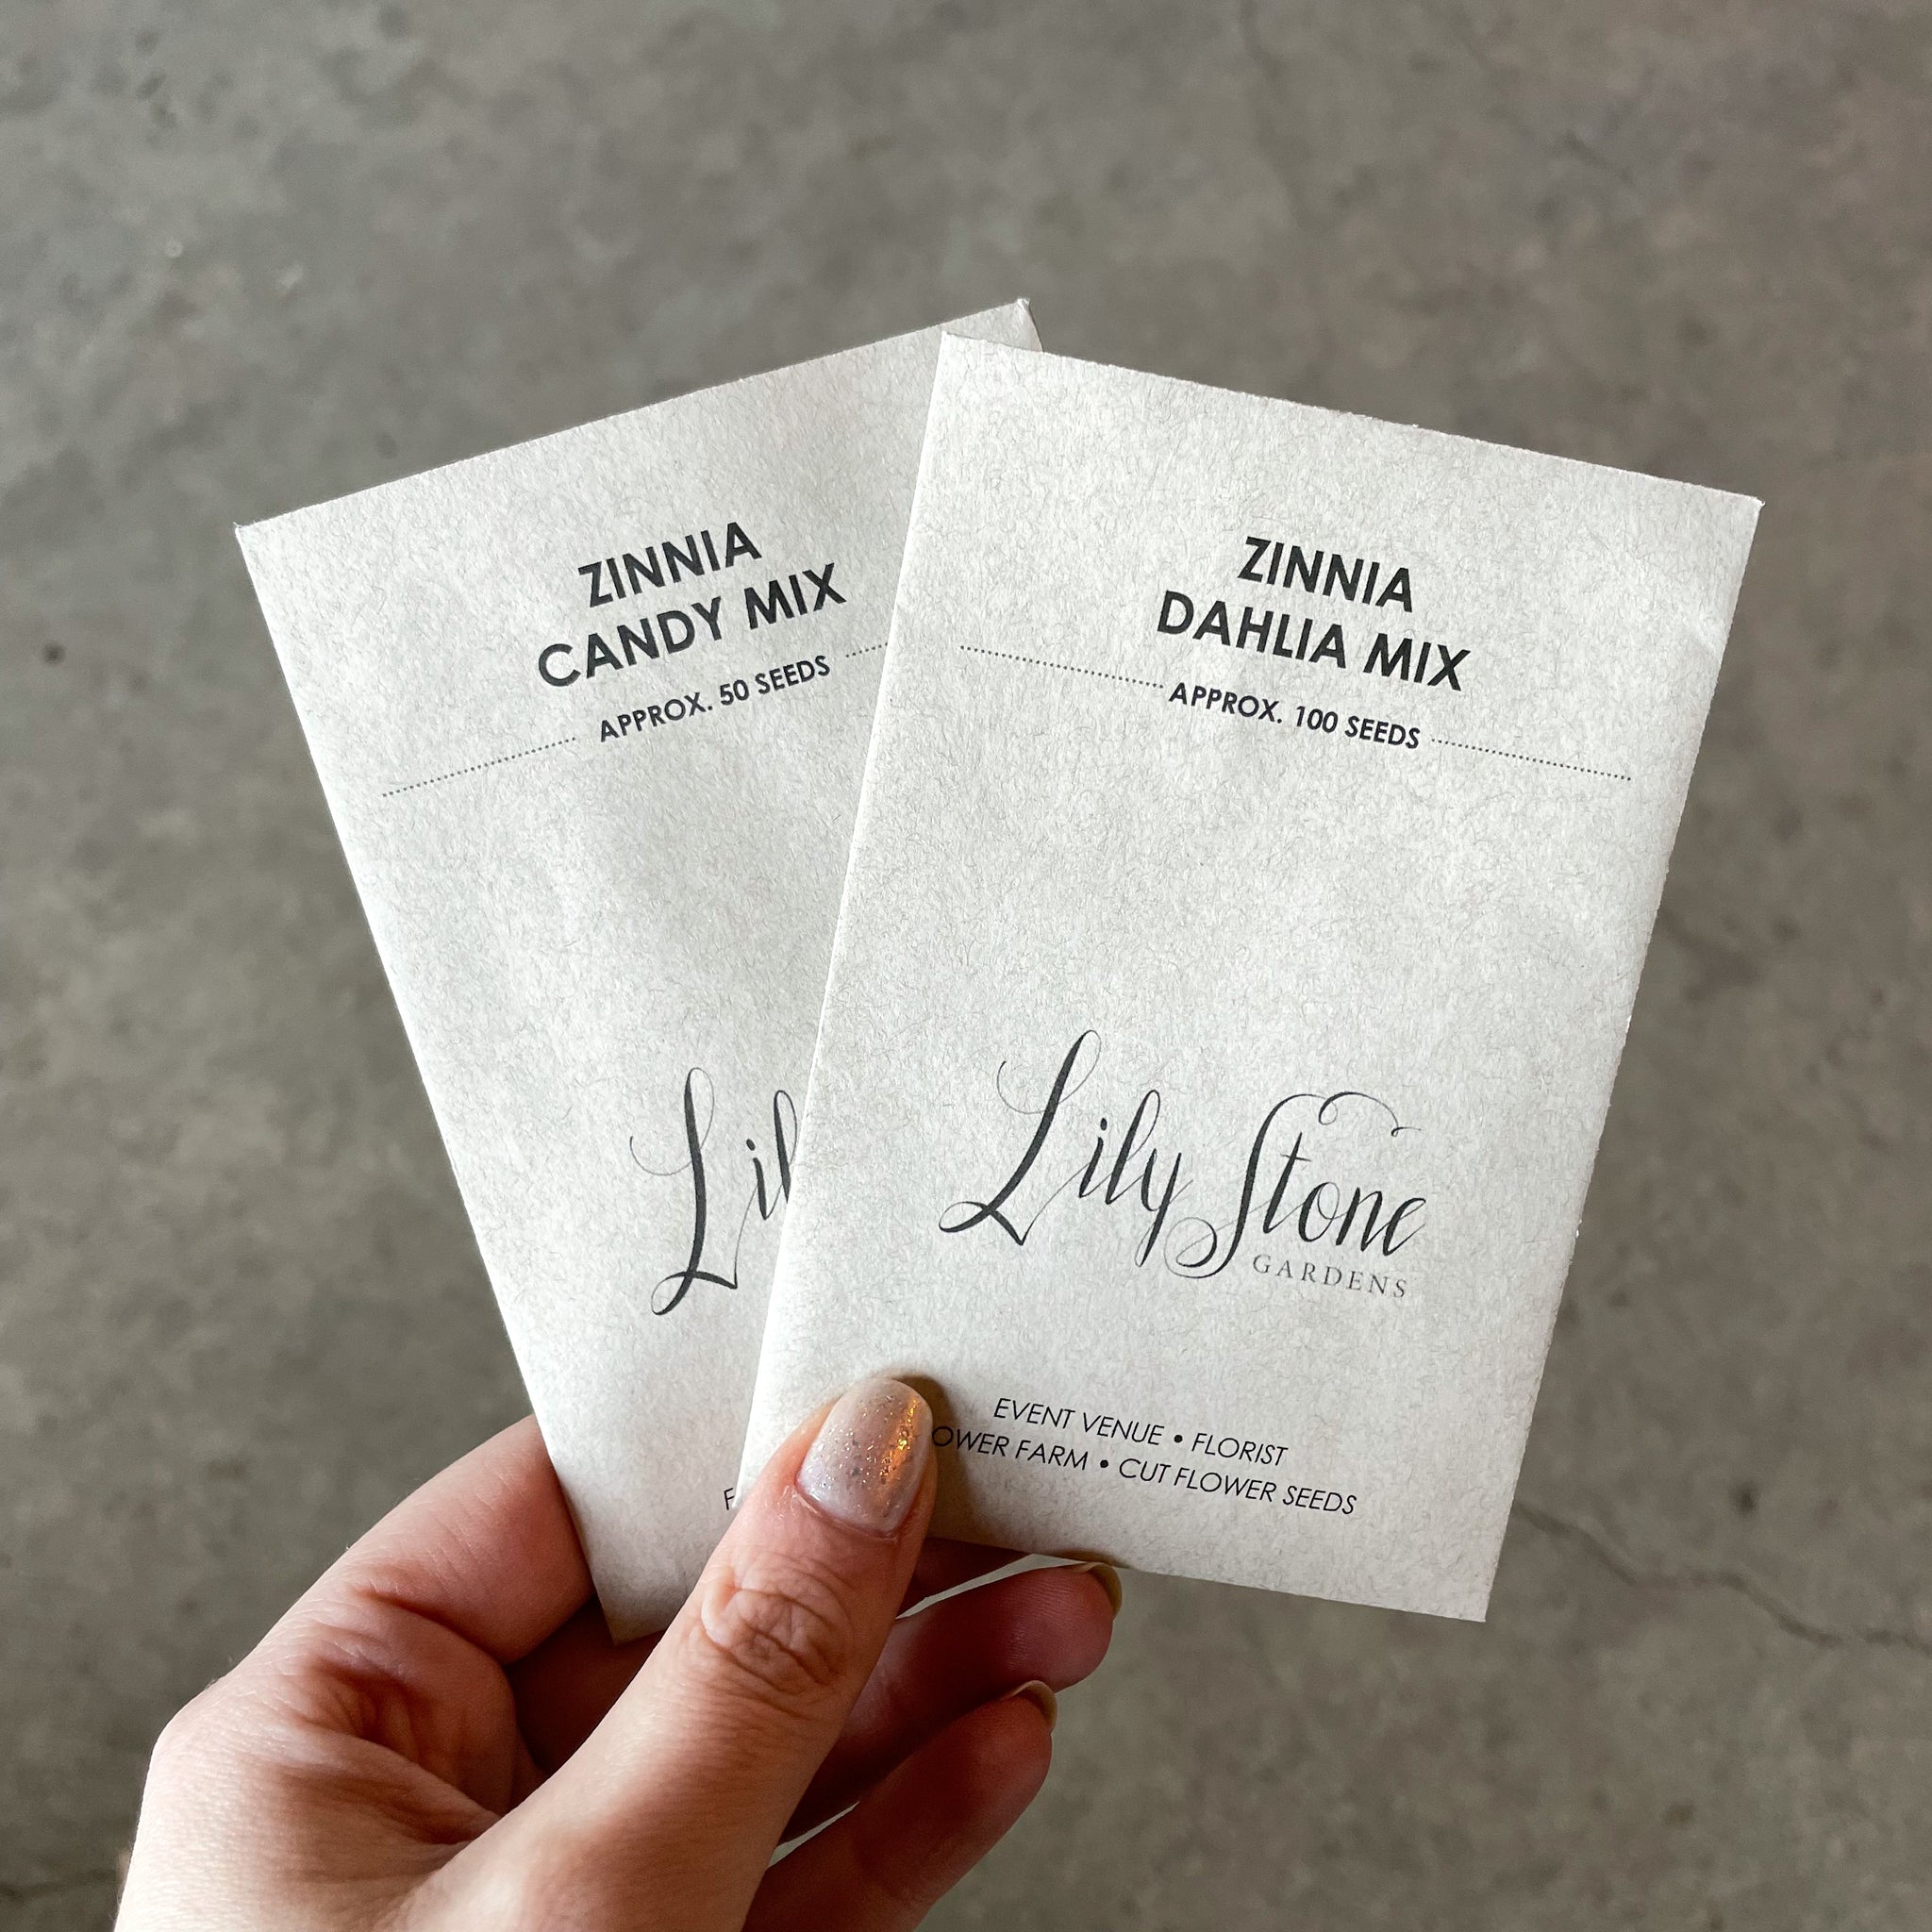 ZINNIA
CANDY MIX
APPROX. 50 SEEDS
ZINNIA
DAHLIA MIX
APPROX. 100 SEEDS
Lily Stone
GARDENS
EVENT VENUE • FLORIST
FARM • CUT FLOWER SEEDS